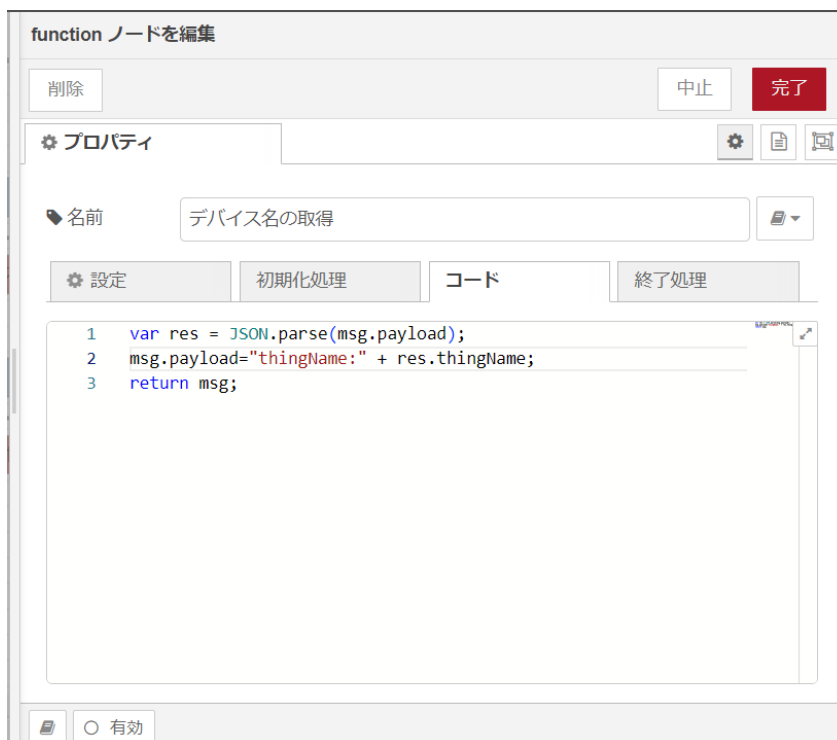 function ノードを編集
削除
中止
完了
プロパティ
名前
デバイス名の取得
設定
初期化処理
コード
終了処理
1 var res = JSON.parse(msg.payload);
2 msg.payload="thingName:" + res.thingName;
3 return msg;
有効